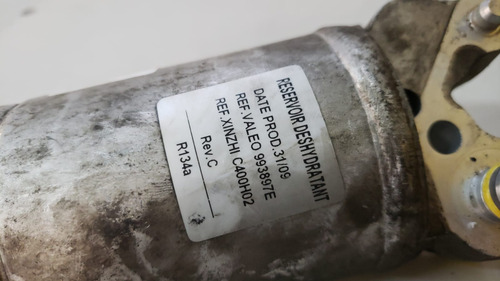 RESERVOIR DESHYDRATANT
DATE PROD.31/09
REF.VALEO 993897E
REF.XINZHI C400H02
Rev.C
R134a